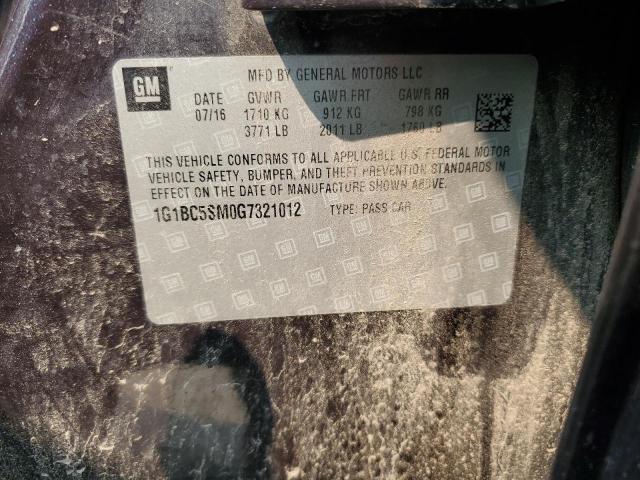 GM
MFD BY GENERAL MOTORS LLC
DATE GVWR GAWR FRT GAWR RR
07/16 1710 KG 912 KG 798 KG
3771 LB 2011 LB 1760 LB
THIS VEHICLE CONFORMS TO ALL APPLICABLE U.S. FEDERAL MOTOR
VEHICLE SAFETY, BUMPER, AND THEFT PREVENTION STANDARDS IN
EFFECT ON THE DATE OF MANUFACTURE SHOWN ABOVE.
1G1BC5SM0G7321012 TYPE: PASS CAR